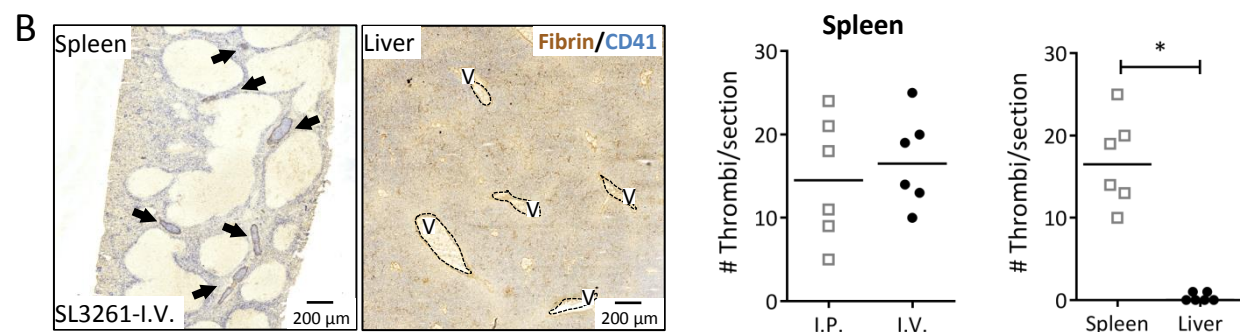 B
Spleen
SL3261-I.V.
200 µm
Liver
Fibrin/CD41
V
V
V
V
V
200 µm
Spleen
# Thrombi/section
30
20
10
0
I.P.
I.V.
# Thrombi/section
30
20
10
0
*
Spleen
Liver